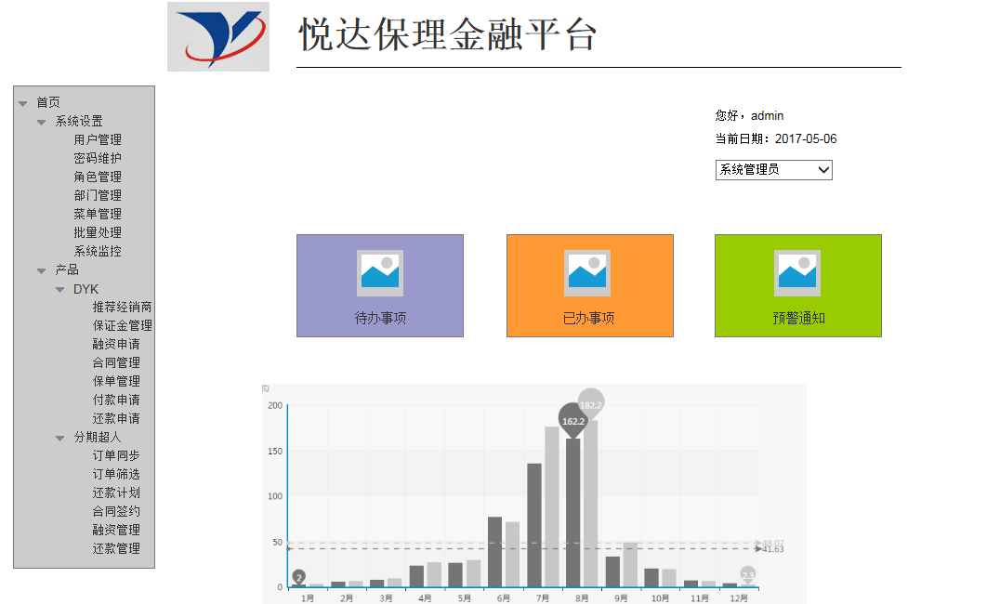 悦达保理金融平台
首页
系统设置
用户管理
密码维护
角色管理
部门管理
菜单管理
批量处理
系统监控
产品
DYK
推荐经销商
保证金管理
融资申请
合同管理
保单管理
付款申请
还款申请
分期超人
订单同步
订单筛选
还款计划
合同签约
融资管理
还款管理
您好，admin
当前日期：2017-05-06
系统管理员
待办事项
已办事项
预警通知
200
150
100
50
0
182.2
162.2
48.07
41.63
2
2.3
1月 2月 3月 4月 5月 6月 7月 8月 9月 10月 11月 12月